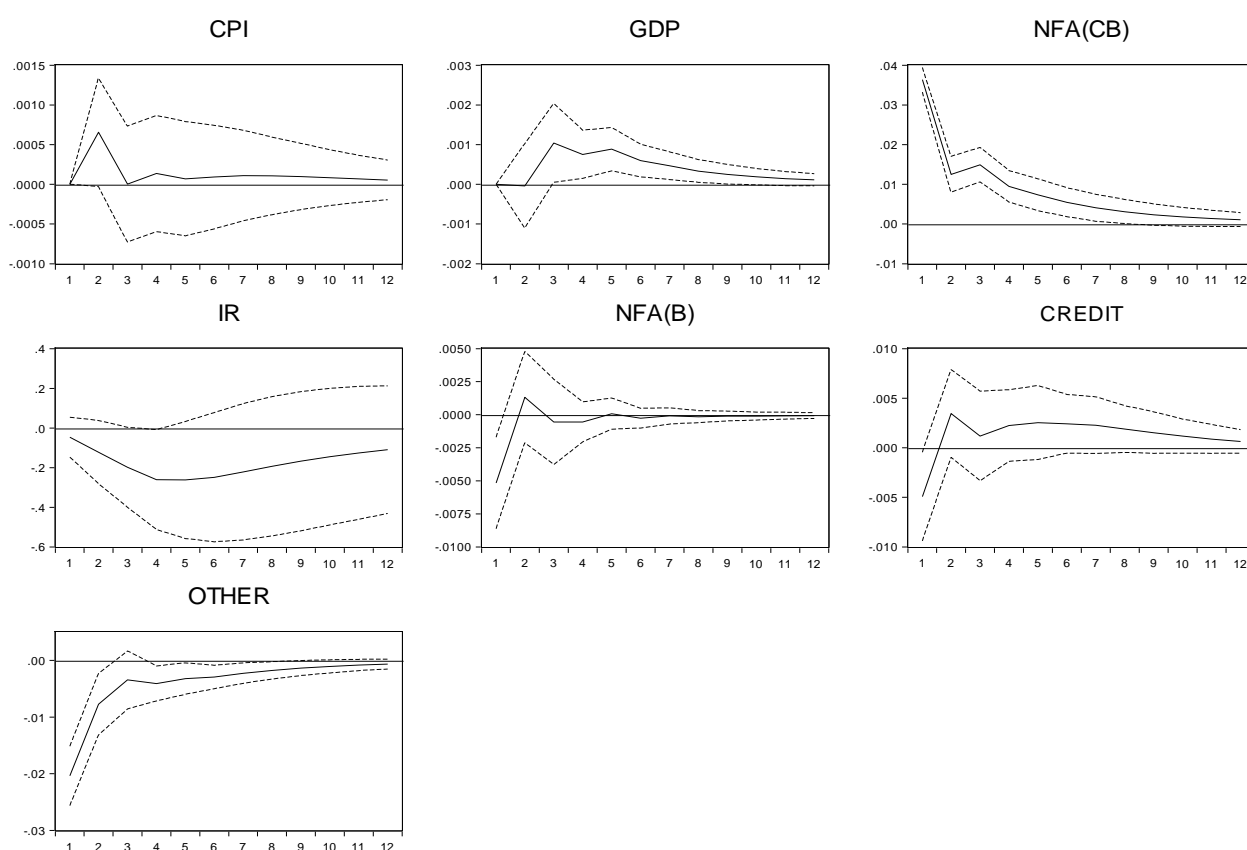 CPI
.0015
.0010
.0005
.0000
-.0005
-.0010
1 2 3 4 5 6 7 8 9 10 11 12
GDP
.003
.002
.001
.000
-.001
-.002
1 2 3 4 5 6 7 8 9 10 11 12
NFA(CB)
.04
.03
.02
.01
.00
-.01
1 2 3 4 5 6 7 8 9 10 11 12
IR
.4
.2
.0
-.2
-.4
-.6
1 2 3 4 5 6 7 8 9 10 11 12
NFA(B)
.0050
.0025
.0000
-.0025
-.0050
-.0075
-.0100
1 2 3 4 5 6 7 8 9 10 11 12
CREDIT
.010
.005
.000
-.005
-.010
1 2 3 4 5 6 7 8 9 10 11 12
OTHER
.00
-.01
-.02
-.03
1 2 3 4 5 6 7 8 9 10 11 12